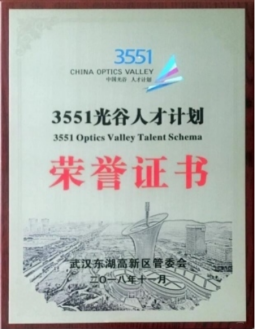 3551
CHINA OPTICS VALLEY
中国光谷 人才计划
3551光谷人才计划
3551 Optics Valley Talent Schema
荣誉证书
武汉东湖高新区管委会
二〇一八年十一月